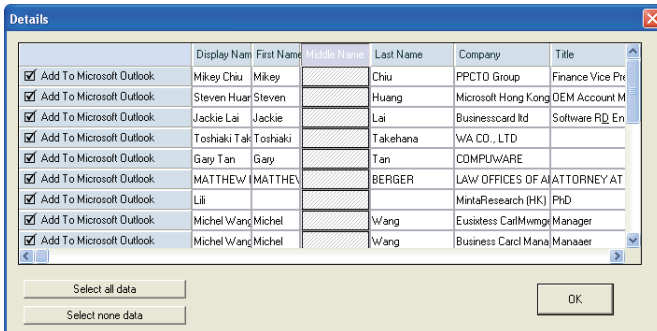 Details
Display Nam First Name Middle Name Last Name Company Title
Add To Microsoft Outlook Mikey Chiu Mikey Chiu PPCTO Group Finance Vice Pre
Add To Microsoft Outlook Steven Huar Steven Huang Microsoft Hong Kong OEM Account M
Add To Microsoft Outlook Jackie Lai Jackie Lai Businesscard ltd Software RD En
Add To Microsoft Outlook Toshiaki Tak Toshiaki Takehana WA CO., LTD
Add To Microsoft Outlook Gary Tan Gary Tan COMPUWARE
Add To Microsoft Outlook MATTHEW MATTHEW BERGER LAW OFFICES OF ATTORNEY AT
Add To Microsoft Outlook Lili MintaResearch (HK) PhD
Add To Microsoft Outlook Michel Wang Michel Wang Eusixtess CarlMwmge Manager
Add To Microsoft Outlook Michel Wang Michel Wang Business Carcl Mana Manaaer
Select all data
OK
Select none data